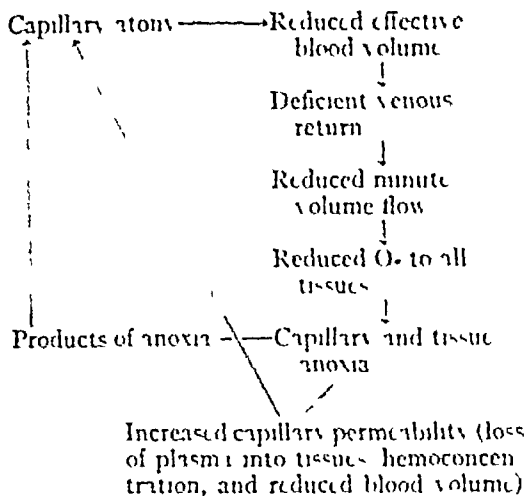 Capillary atony Reduced effective
blood volume
Deficient venous
return
Reduced minute
volume flow
Reduced O₂ to all
tissues
Products of anoxia Capillary and tissue
anoxia
Increased capillary permeability (loss
of plasma into tissues hemoconcen
tration, and reduced blood volume)